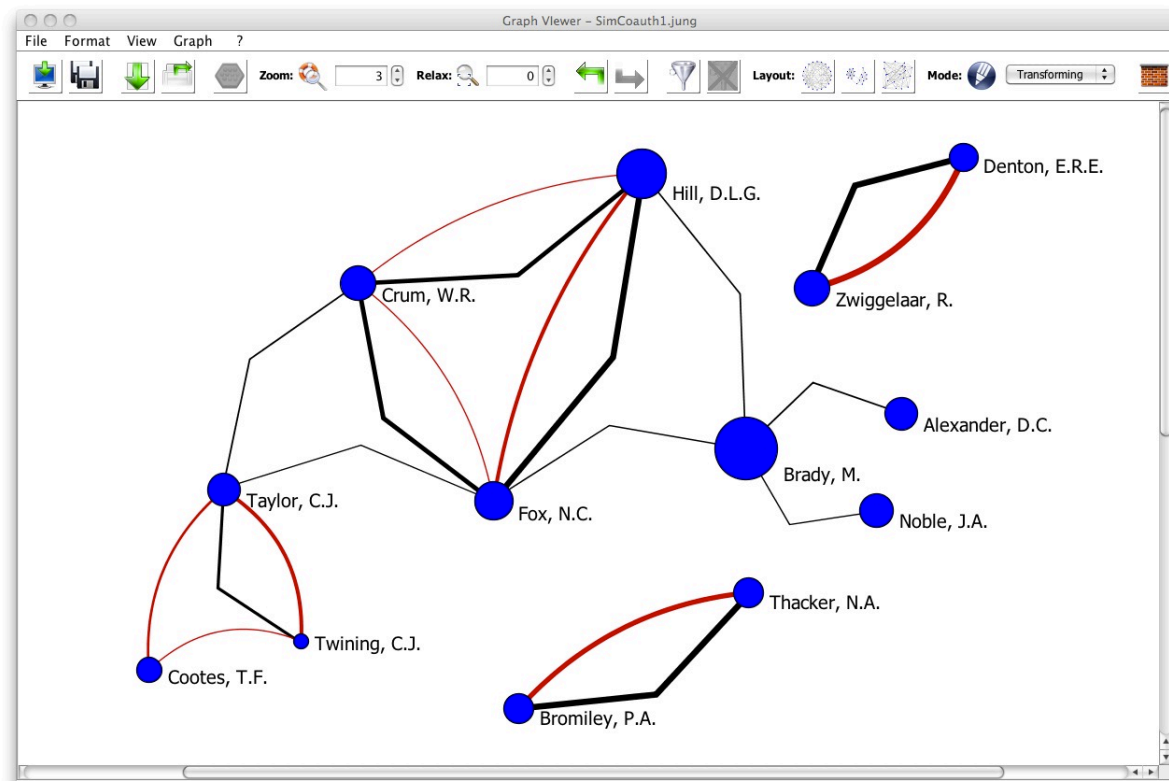 Graph VIewer – SimCoauth1.jung
File Format View Graph ?
Zoom: 3 Relax: 0 Layout: Mode: Transforming
Hill, D.L.G.
Denton, E.R.E.
Crum, W.R.
Zwiggelaar, R.
Alexander, D.C.
Brady, M.
Taylor, C.J.
Fox, N.C.
Noble, J.A.
Thacker, N.A.
Twining, C.J.
Cootes, T.F.
Bromiley, P.A.